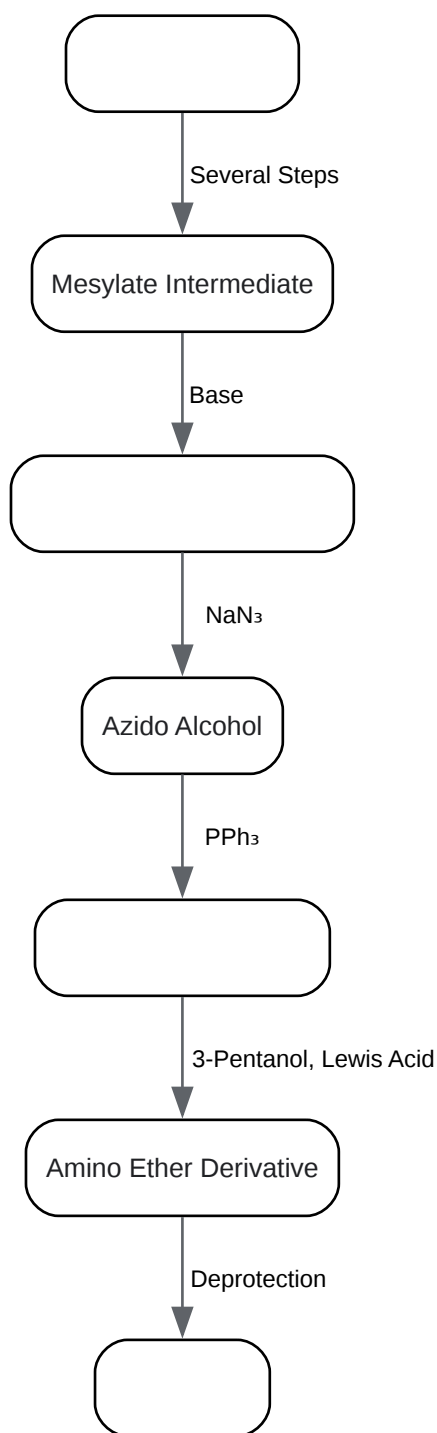 Several Steps
Mesylate Intermediate
Base
NaN₃
Azido Alcohol
PPh₃
3-Pentanol, Lewis Acid
Amino Ether Derivative
Deprotection